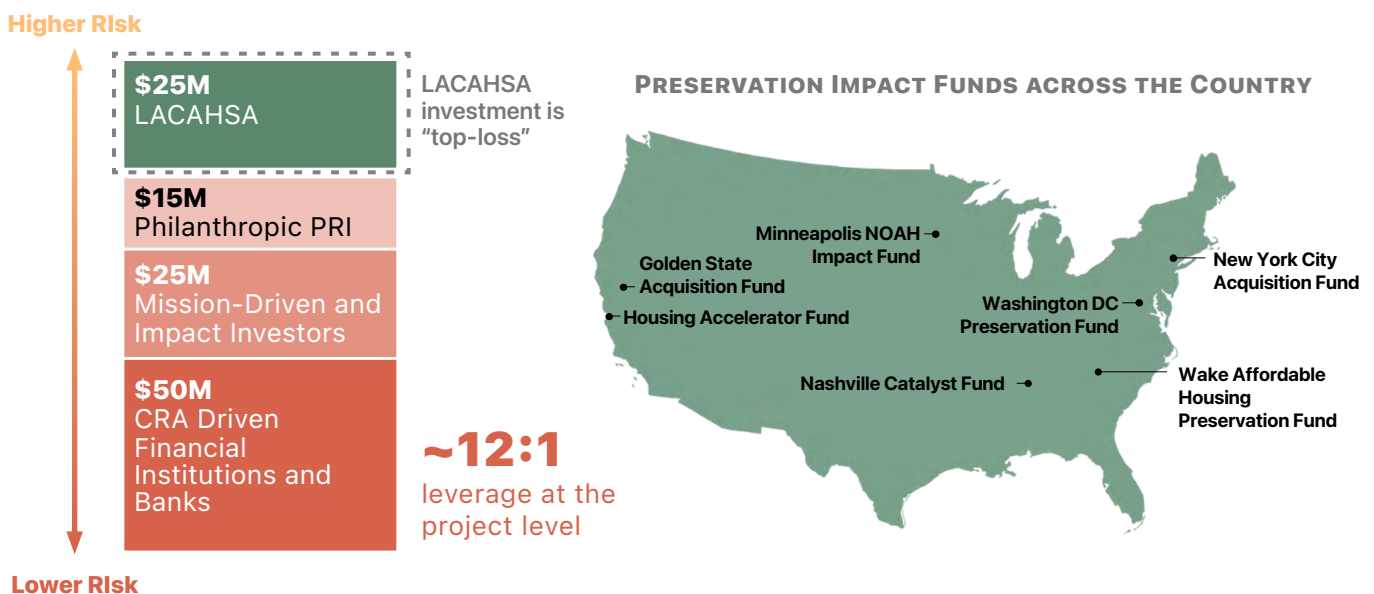 Higher RIsk
$25M
LACAHSA
LACAHSA
investment is
“top-loss”
$15M
Philanthropic PRI
$25M
Mission-Driven and
Impact Investors
$50M
CRA Driven
Financial
Institutions and
Banks
~12:1
leverage at the
project level
Lower RIsk
PRESERVATION IMPACT FUNDS ACROSS THE COUNTRY
Minneapolis NOAH
Impact Fund
Golden State
Acquisition Fund
Housing Accelerator Fund
New York City
Acquisition Fund
Washington DC
Preservation Fund
Nashville Catalyst Fund
Wake Affordable
Housing
Preservation Fund